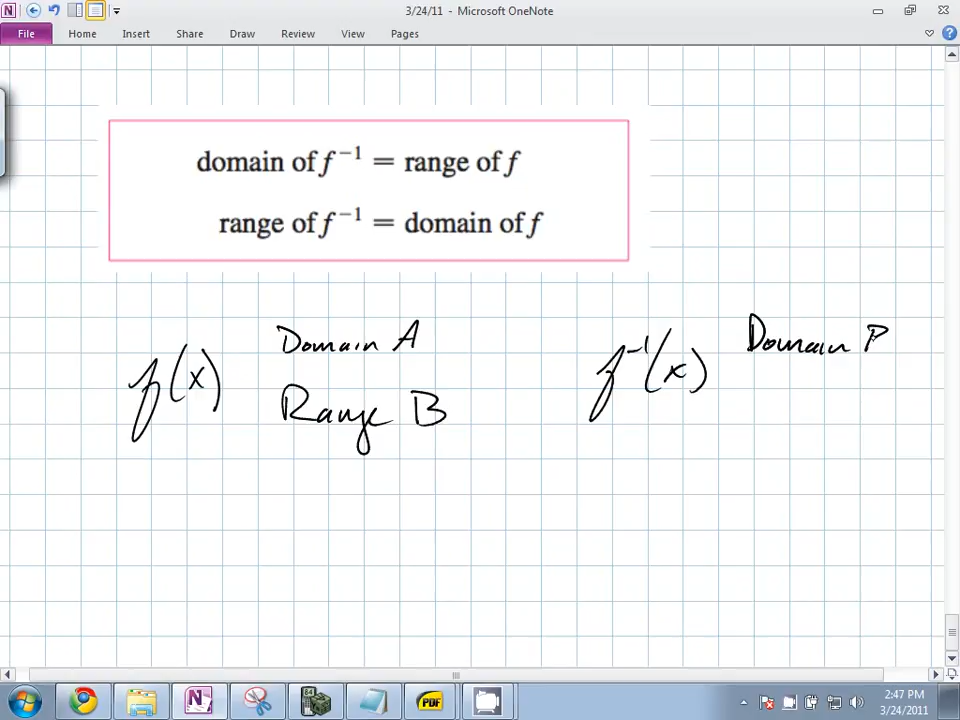 3/24/11 - Microsoft OneNote
File Home Insert Share Draw Review View Pages
domain of f⁻¹ = range of f
range of f⁻¹ = domain of f
f(x) Domain A
Range B
f⁻¹(x) Domain
2:47 PM
3/24/2011